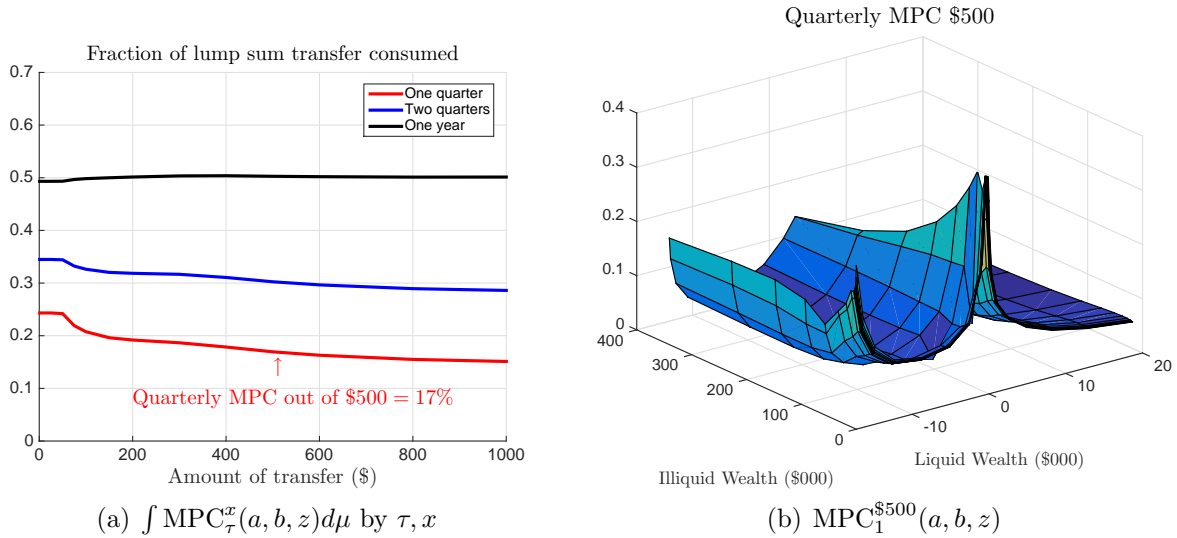 Fraction of lump sum transfer consumed
0.7
0.6
0.5
0.4
0.3
0.2
0.1
0
One quarter
Two quarters
One year
↑
Quarterly MPC out of $500 = 17%
0 200 400 600 800 1000
Amount of transfer ($)
(a) ∫ MPC^x_τ(a, b, z)dμ by τ, x
Quarterly MPC $500
0.4
0.3
0.2
0.1
0
400
300
200
100
0
-10
0
10
20
Illiquid Wealth ($000)
Liquid Wealth ($000)
(b) MPC^{$500}_1(a, b, z)